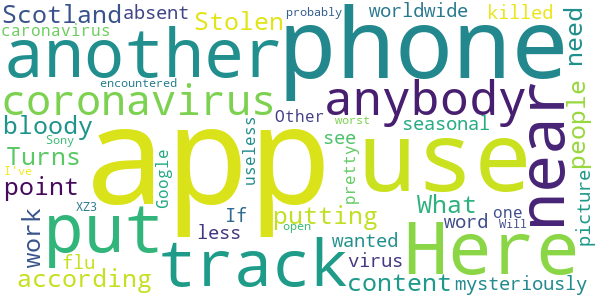 Scotland absent Stolen probably worldwide killed
caronavirus
another phone need
encountered
coronavirus anybody near people
bloody Other seasonal
Sony Google useless worst see pretty
Turns
I've app use
point
XZ3 If putting What word one Will picture
work put less open wanted Here
flu track virus
according content mysteriously